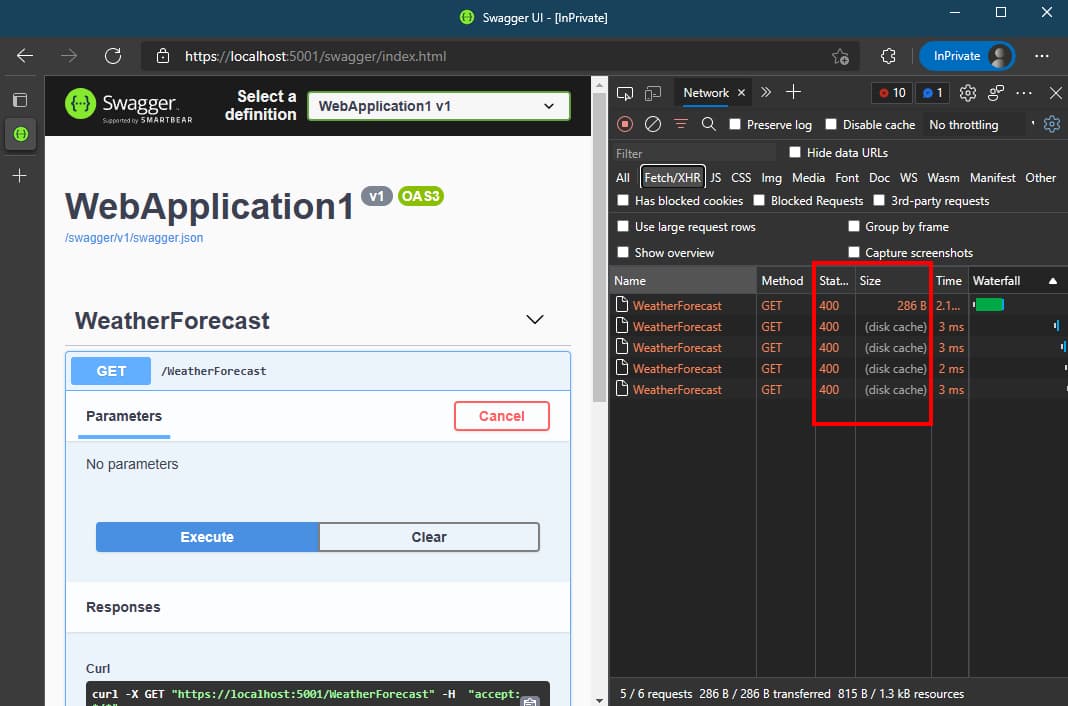 Swagger UI - [InPrivate]
https://localhost:5001/swagger/index.html
InPrivate
Swagger
Supported by SMARTBEAR
Select a
definition
WebApplication1 v1
WebApplication1 v1 OAS3
/swagger/v1/swagger.json
WeatherForecast
GET /WeatherForecast
Parameters
Cancel
No parameters
Execute
Clear
Responses
Curl
curl -X GET "https://localhost:5001/WeatherForecast" -H "accept:
Network
10
1
Preserve log
Disable cache
No throttling
Filter
Hide data URLs
All Fetch/XHR JS CSS Img Media Font Doc WS Wasm Manifest Other
Has blocked cookies Blocked Requests 3rd-party requests
Use large request rows Group by frame
Show overview Capture screenshots
Name Method Stat... Size Time Waterfall
WeatherForecast GET 400 286 B 2.1...
WeatherForecast GET 400 (disk cache) 3 ms
WeatherForecast GET 400 (disk cache) 3 ms
WeatherForecast GET 400 (disk cache) 2 ms
WeatherForecast GET 400 (disk cache) 3 ms
5 / 6 requests 286 B / 286 B transferred 815 B / 1.3 kB resources